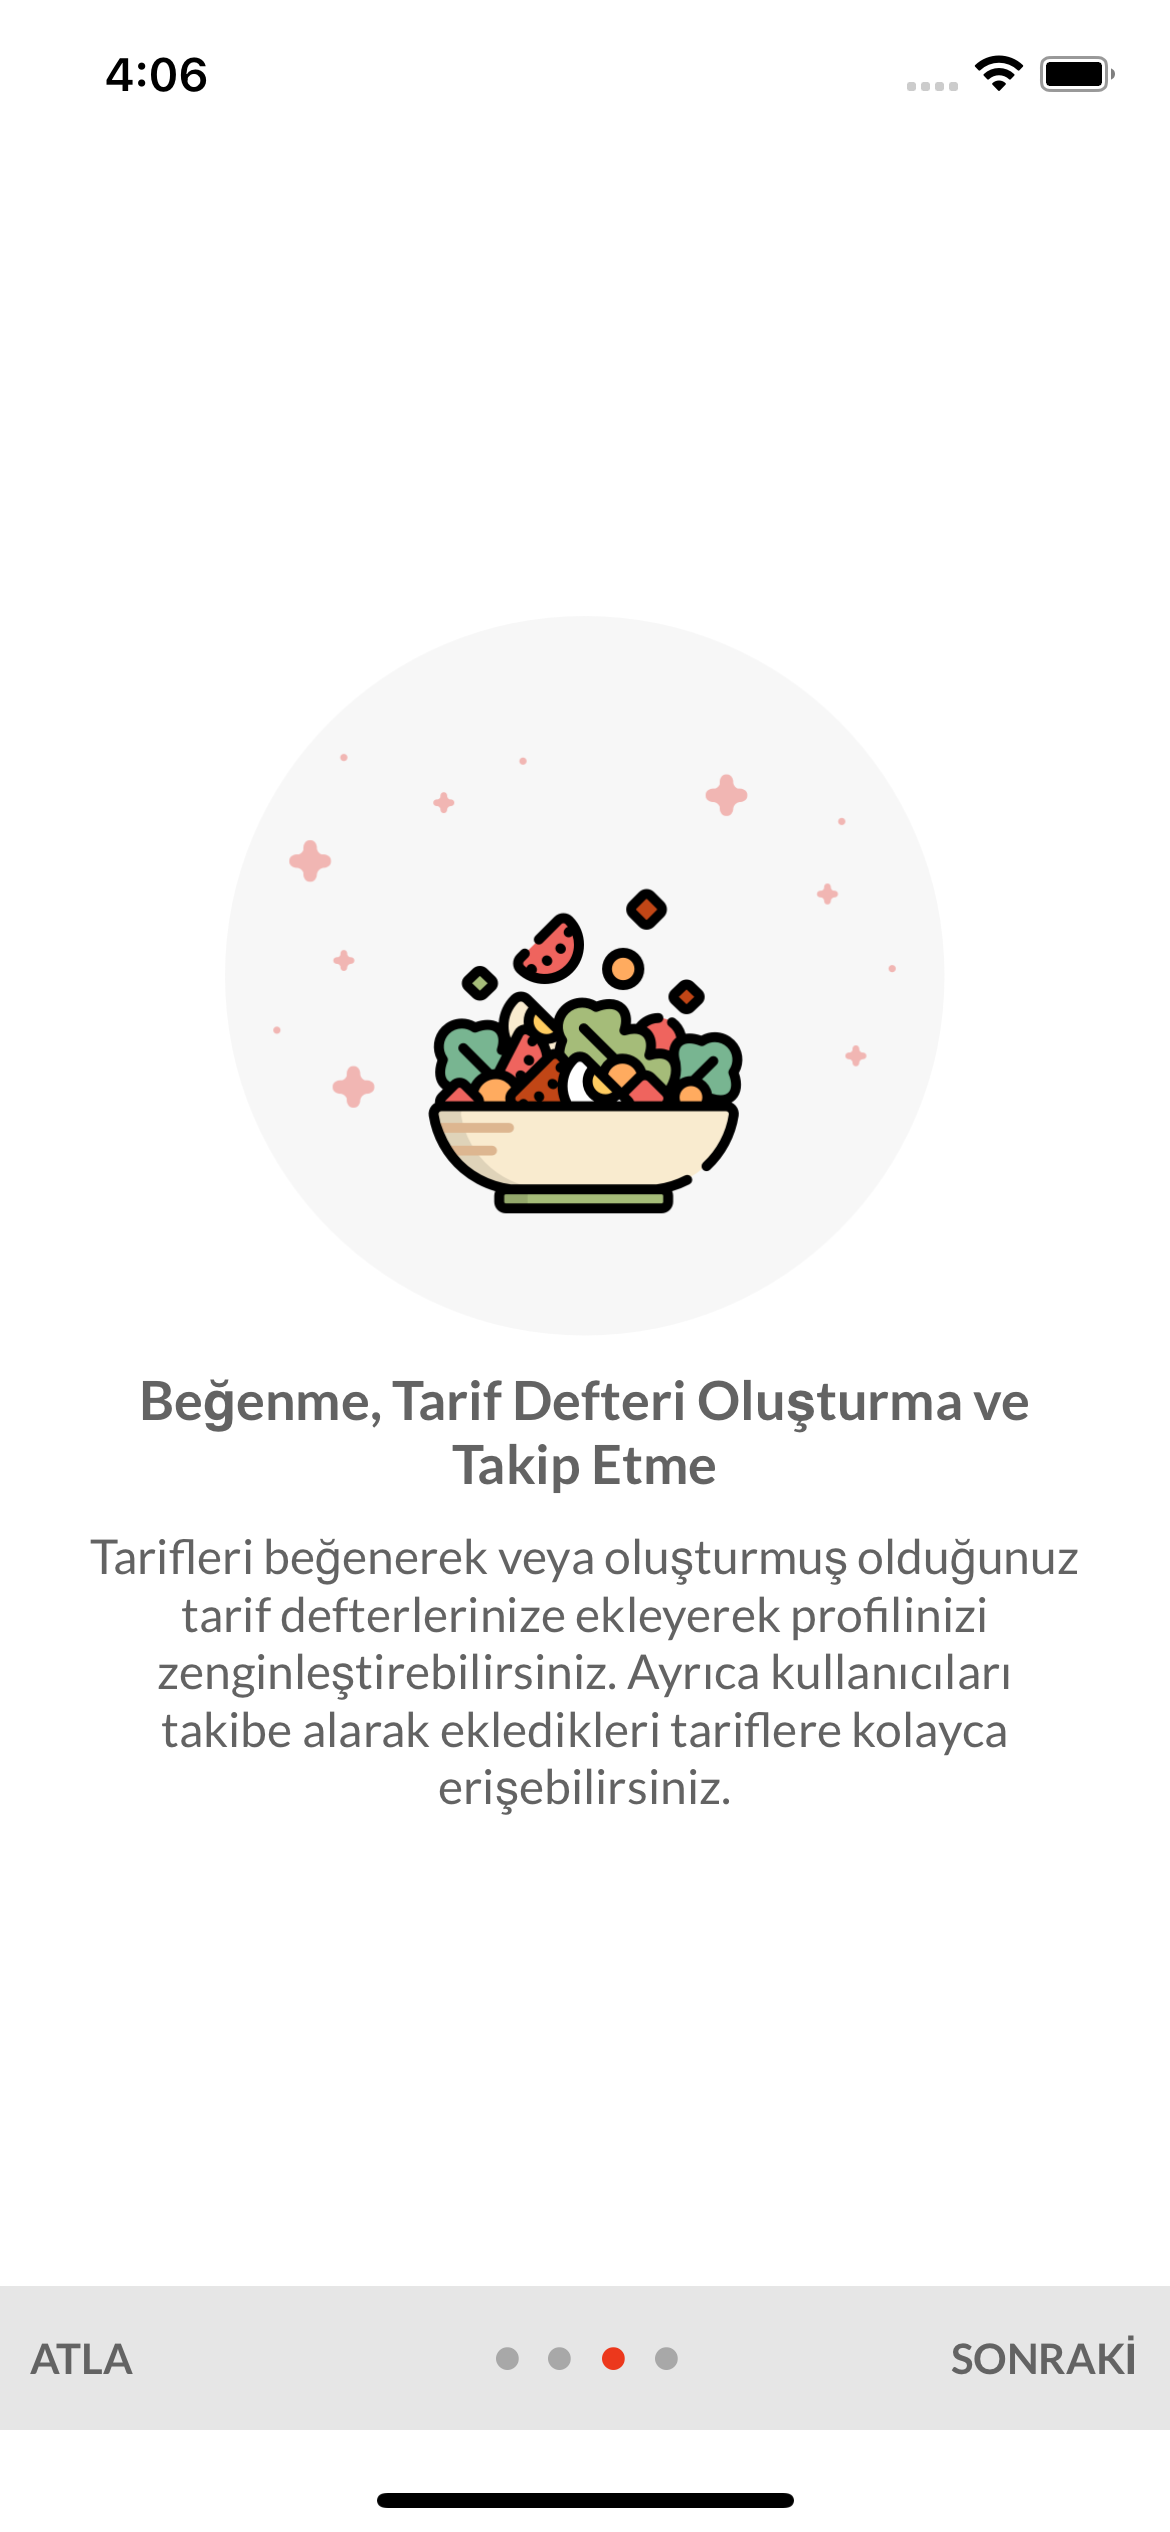 4:06
Beğenme, Tarif Defteri Oluşturma ve
Takip Etme
Tarifleri beğenerek veya oluşturmuş olduğunuz
tarif defterlerinize ekleyerek profilinizi
zenginleştirebilirsiniz. Ayrıca kullanıcıları
takibe alarak ekledikleri tariflere kolayca
erişebilirsiniz.
ATLA
SONRAKİ